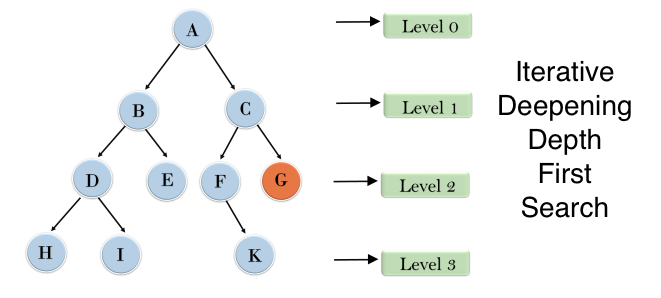 A
Level 0
Iterative
Deepening
Depth
First
Search
B
C
Level 1
D
E
F
G
Level 2
H
I
K
Level 3